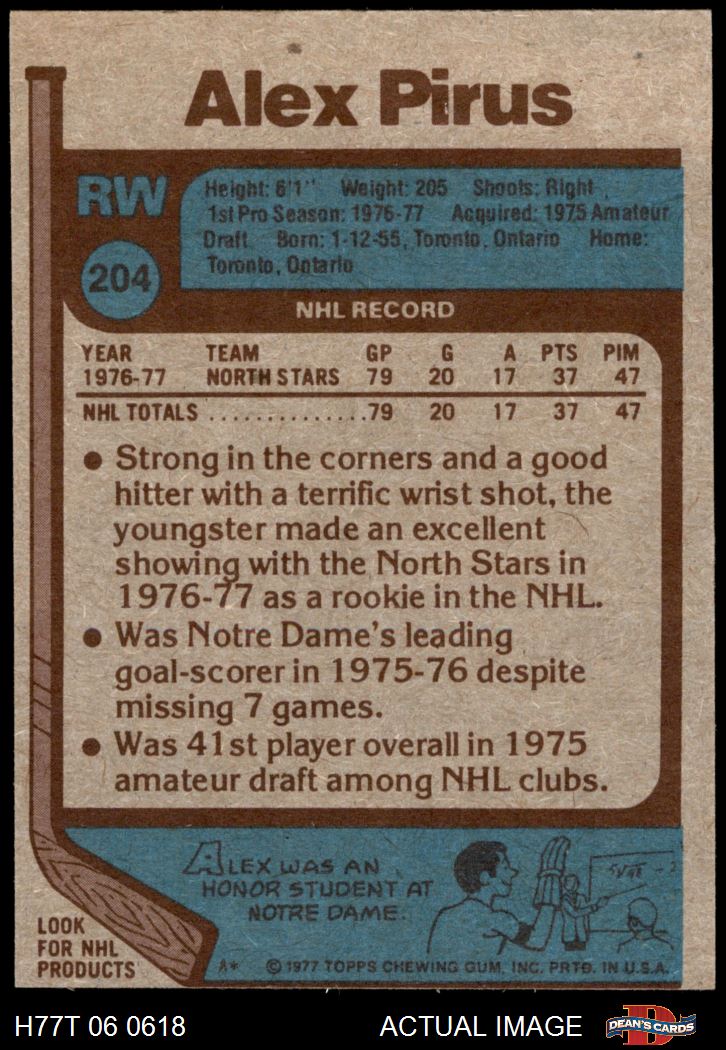 Alex Pirus
RW
204
Height: 6'1" Weight: 205 Shoots: Right
1st Pro Season: 1976-77 Acquired: 1975 Amateur
Draft Born: 1-12-55, Toronto, Ontario Home:
Toronto, Ontario
NHL RECORD
YEAR TEAM GP G A PTS PIM
1976-77 NORTH STARS 79 20 17 37 47
NHL TOTALS..............79 20 17 37 47
• Strong in the corners and a good
hitter with a terrific wrist shot, the
youngster made an excellent
showing with the North Stars in
1976-77 as a rookie in the NHL.
• Was Notre Dame's leading
goal-scorer in 1975-76 despite
missing 7 games.
• Was 41st player overall in 1975
amateur draft among NHL clubs.
ALEX WAS AN
HONOR STUDENT AT
NOTRE DAME.
LOOK
FOR NHL
PRODUCTS
A* © 1977 TOPPS CHEWING GUM, INC. PRTD. IN U.S.A.
H77T 06 0618 ACTUAL IMAGE DEAN'S CARDS